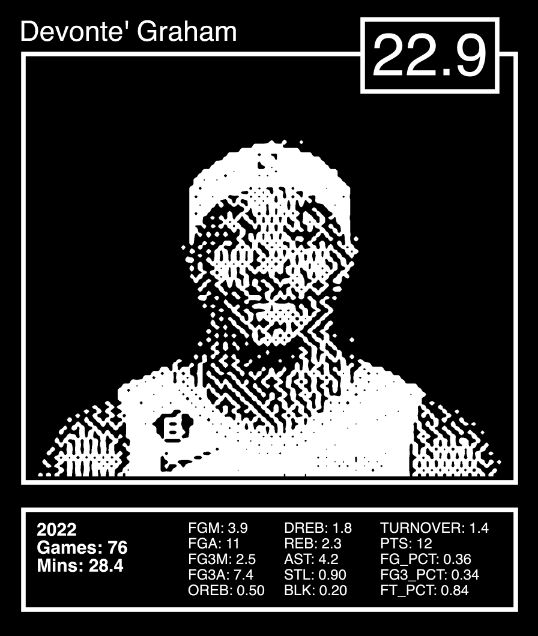 Devonte' Graham
22.9
B
2022
Games: 76
Mins: 28.4
FGM: 3.9
FGA: 11
FG3M: 2.5
FG3A: 7.4
OREB: 0.50
DREB: 1.8
REB: 2.3
AST: 4.2
STL: 0.90
BLK: 0.20
TURNOVER: 1.4
PTS: 12
FG_PCT: 0.36
FG3_PCT: 0.34
FT_PCT: 0.84